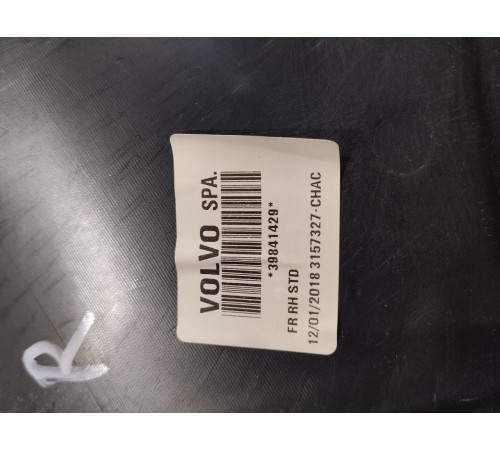 VOLVO SPA.
*39841429*
FR RH STD
12/01/2018 3157327-CHAC
R